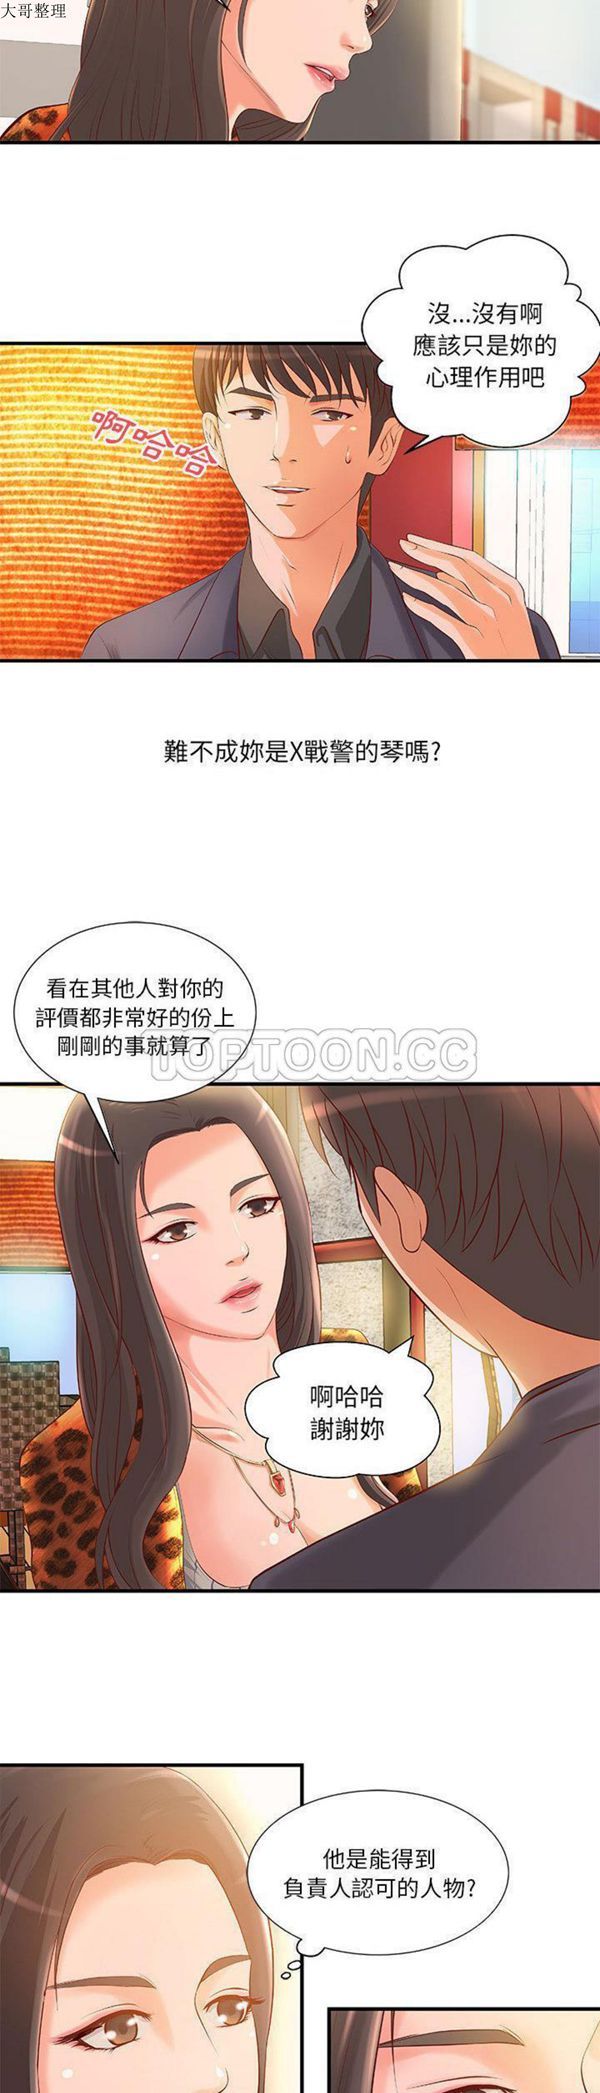 大哥整理
沒...沒有啊
應該只是妳的
心理作用吧
啊哈哈
難不成妳是X戰警的琴嗎?
看在其他人對你的
評價都非常好的份上
剛剛的事就算了
TOPTOON.CC
啊哈哈
謝謝妳
他是能得到
負責人認可的人物?